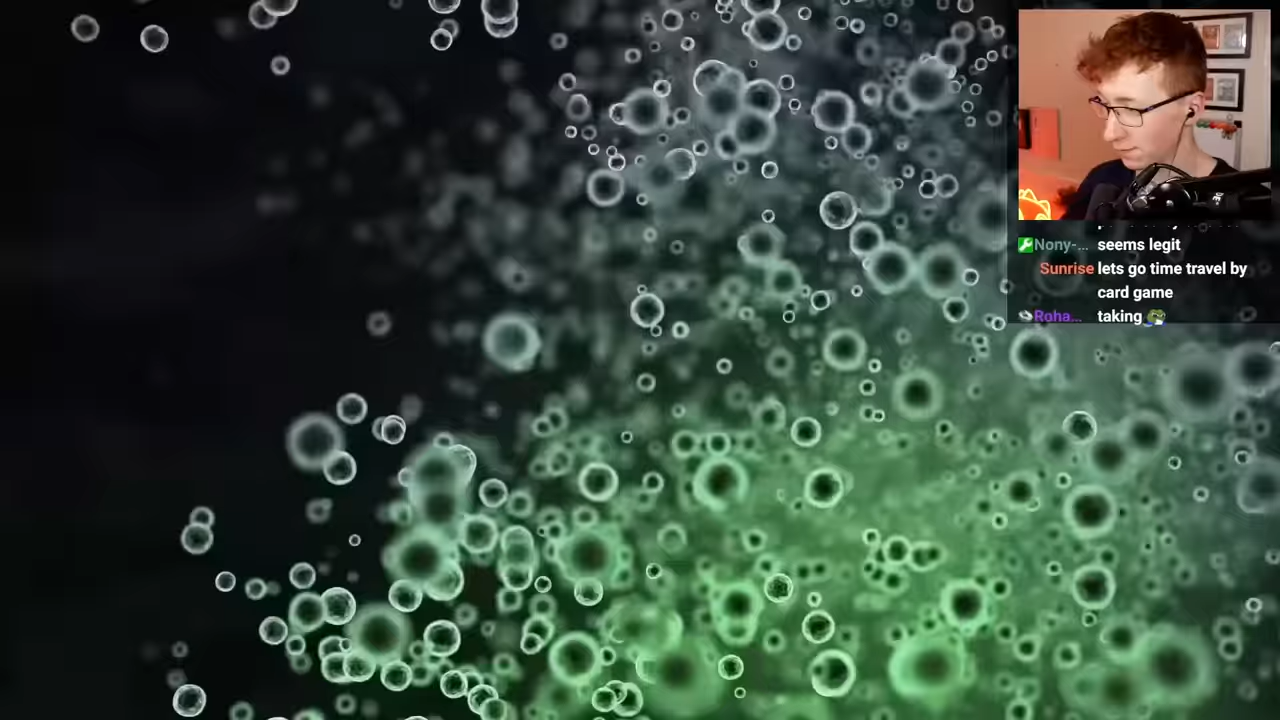 Nony-... seems legit
Sunrise lets go time travel by
card game
Roha... taking